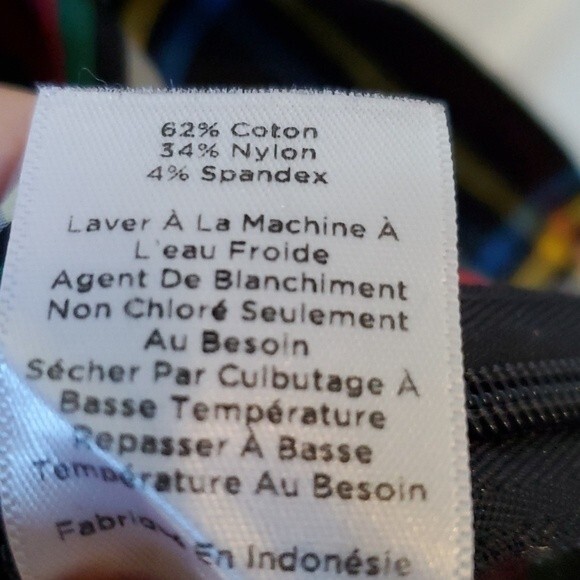 62% Coton
34% Nylon
4% Spandex
Laver À La Machine À
L'eau Froide
Agent De Blanchiment
Non Chloré Seulement
Au Besoin
Sécher Par Culbutage À
Basse Température
Repasser À Basse
Température Au Besoin
Fabriqué En Indonésie